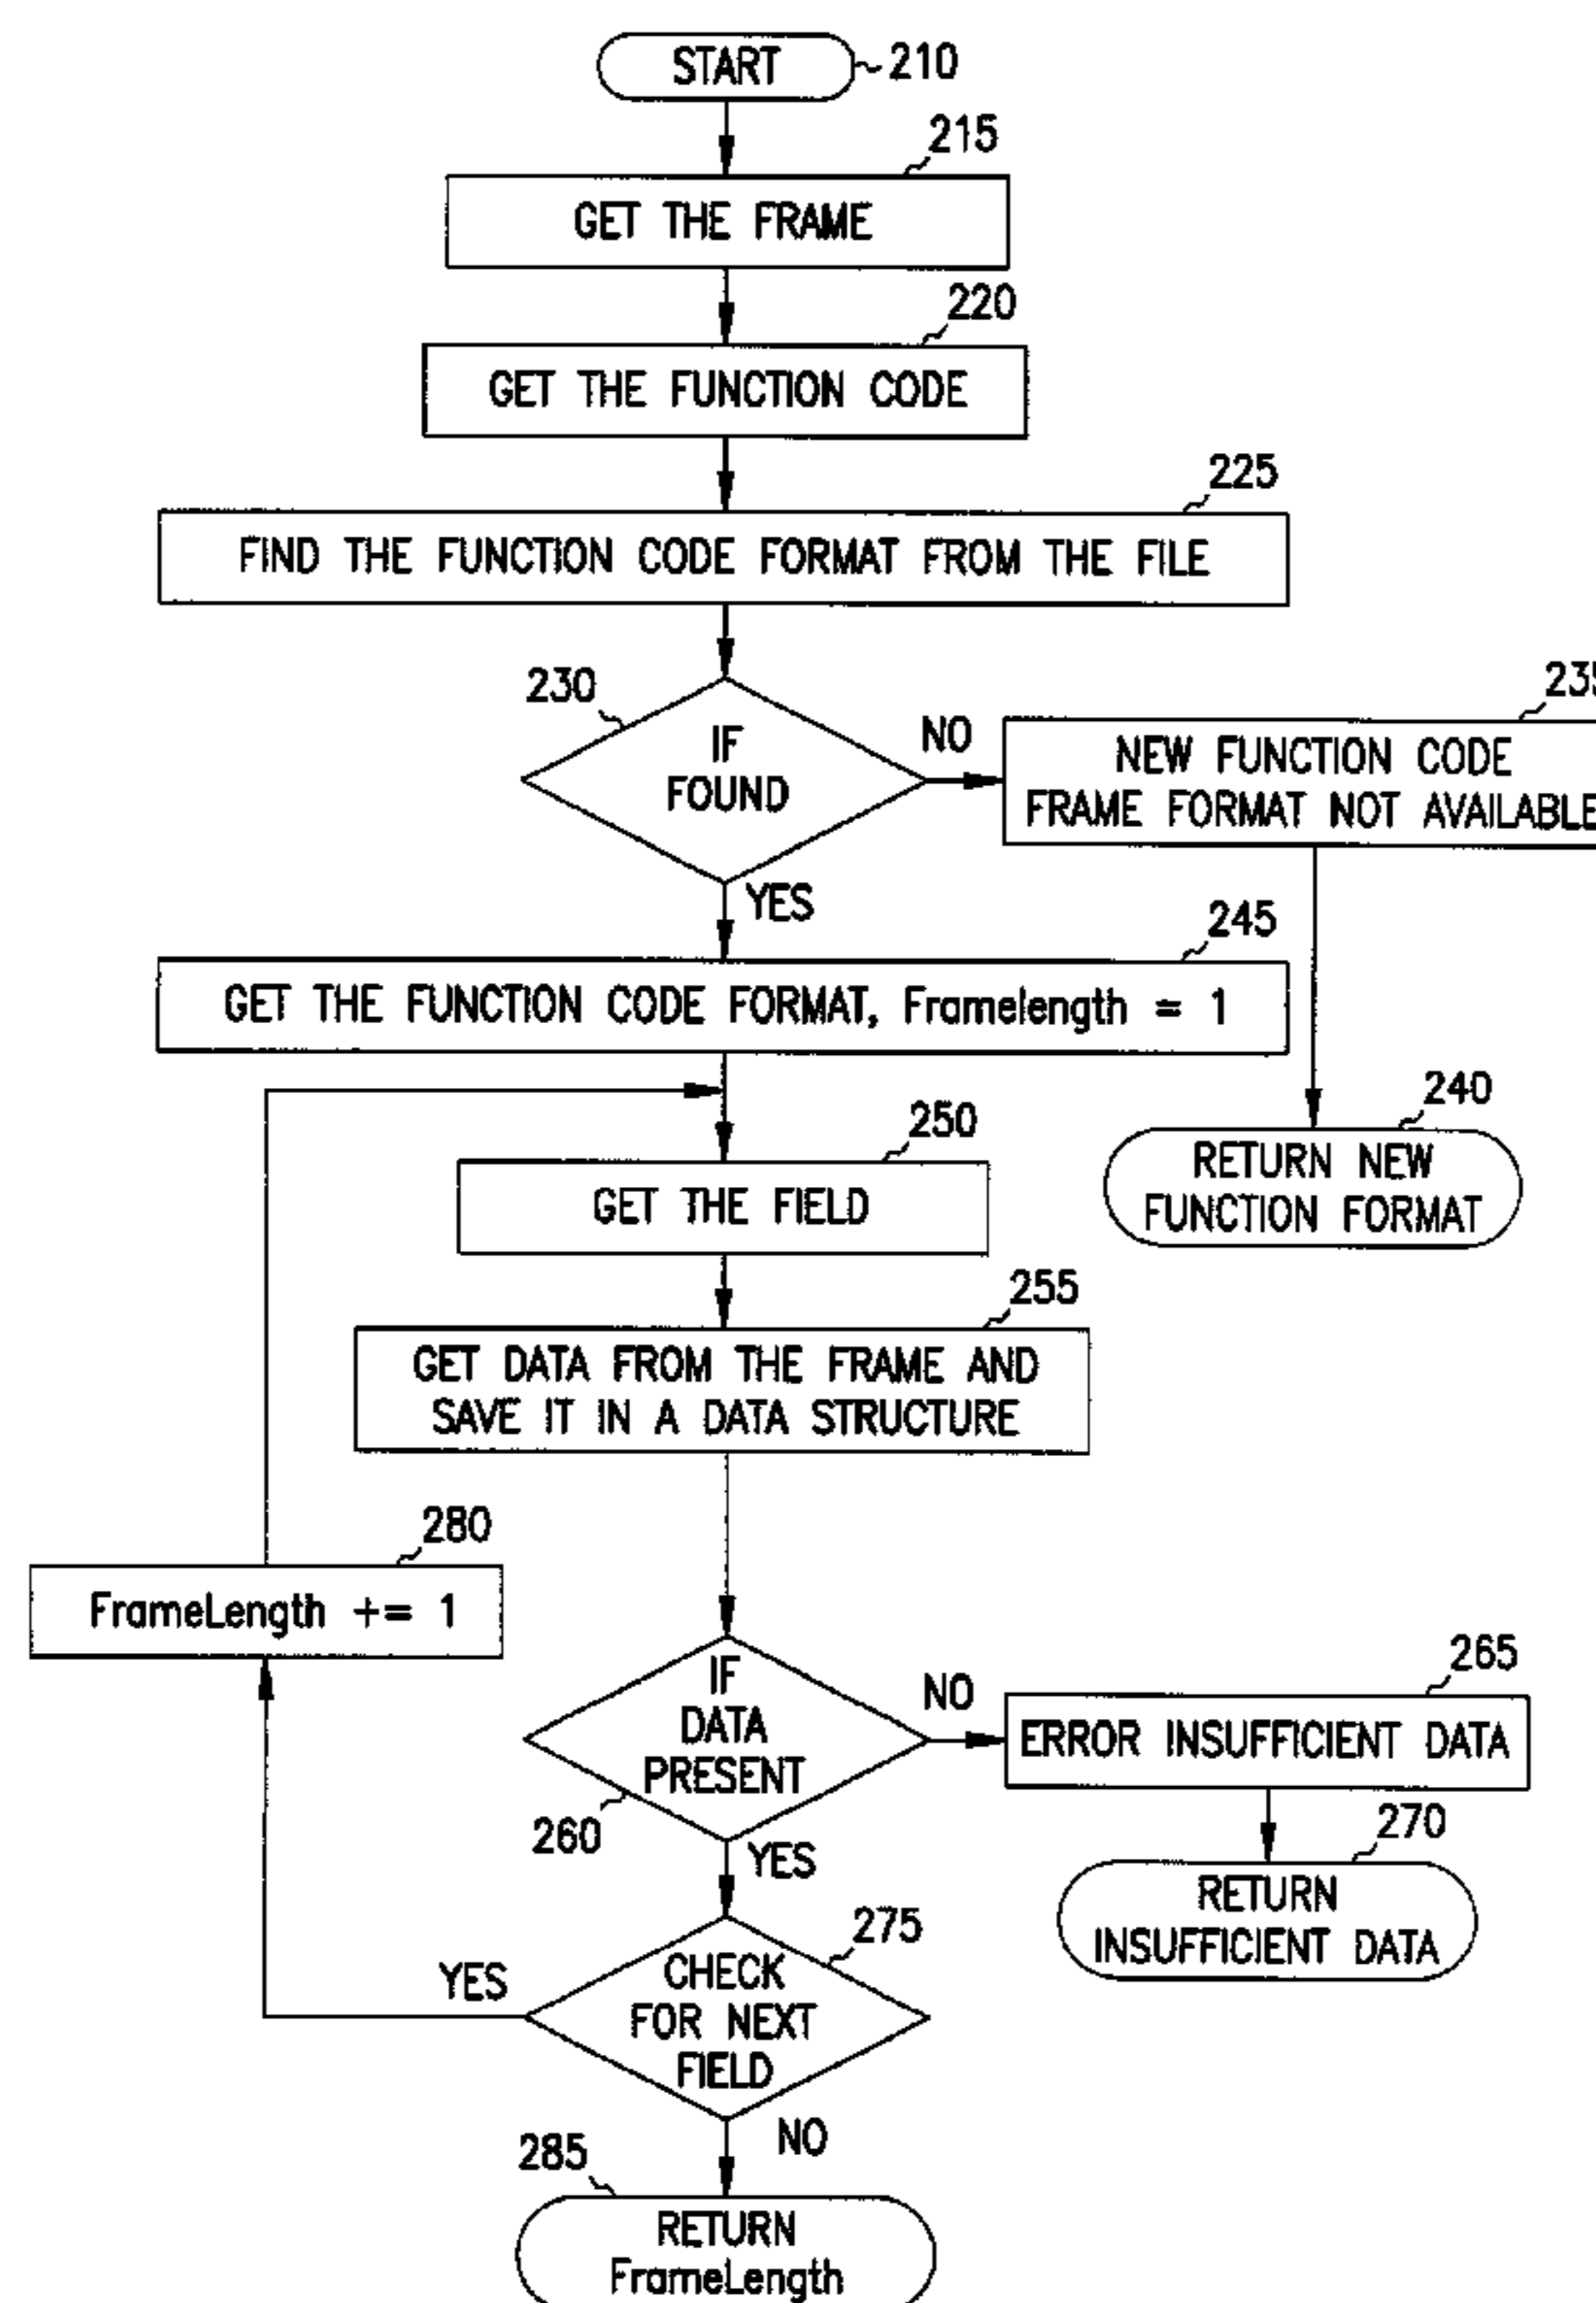 START
210
215
GET THE FRAME
220
GET THE FUNCTION CODE
225
FIND THE FUNCTION CODE FORMAT FROM THE FILE
230
IF
FOUND
NO
235
NEW FUNCTION CODE
FRAME FORMAT NOT AVAILABLE
YES
245
GET THE FUNCTION CODE FORMAT, Framelength = 1
240
RETURN NEW
FUNCTION FORMAT
250
GET THE FIELD
255
GET DATA FROM THE FRAME AND
SAVE IT IN A DATA STRUCTURE
280
FrameLength += 1
IF
DATA
PRESENT
260
NO
265
ERROR INSUFFICIENT DATA
270
RETURN
INSUFFICIENT DATA
YES
275
CHECK
FOR NEXT
FIELD
YES
NO
285
RETURN
FrameLength